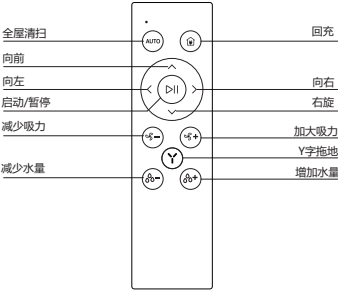 全屋清扫
回充
AUTO
向前
向左
向右
启动/暂停
右旋
减少吸力
加大吸力
Y字拖地
减少水量
增加水量